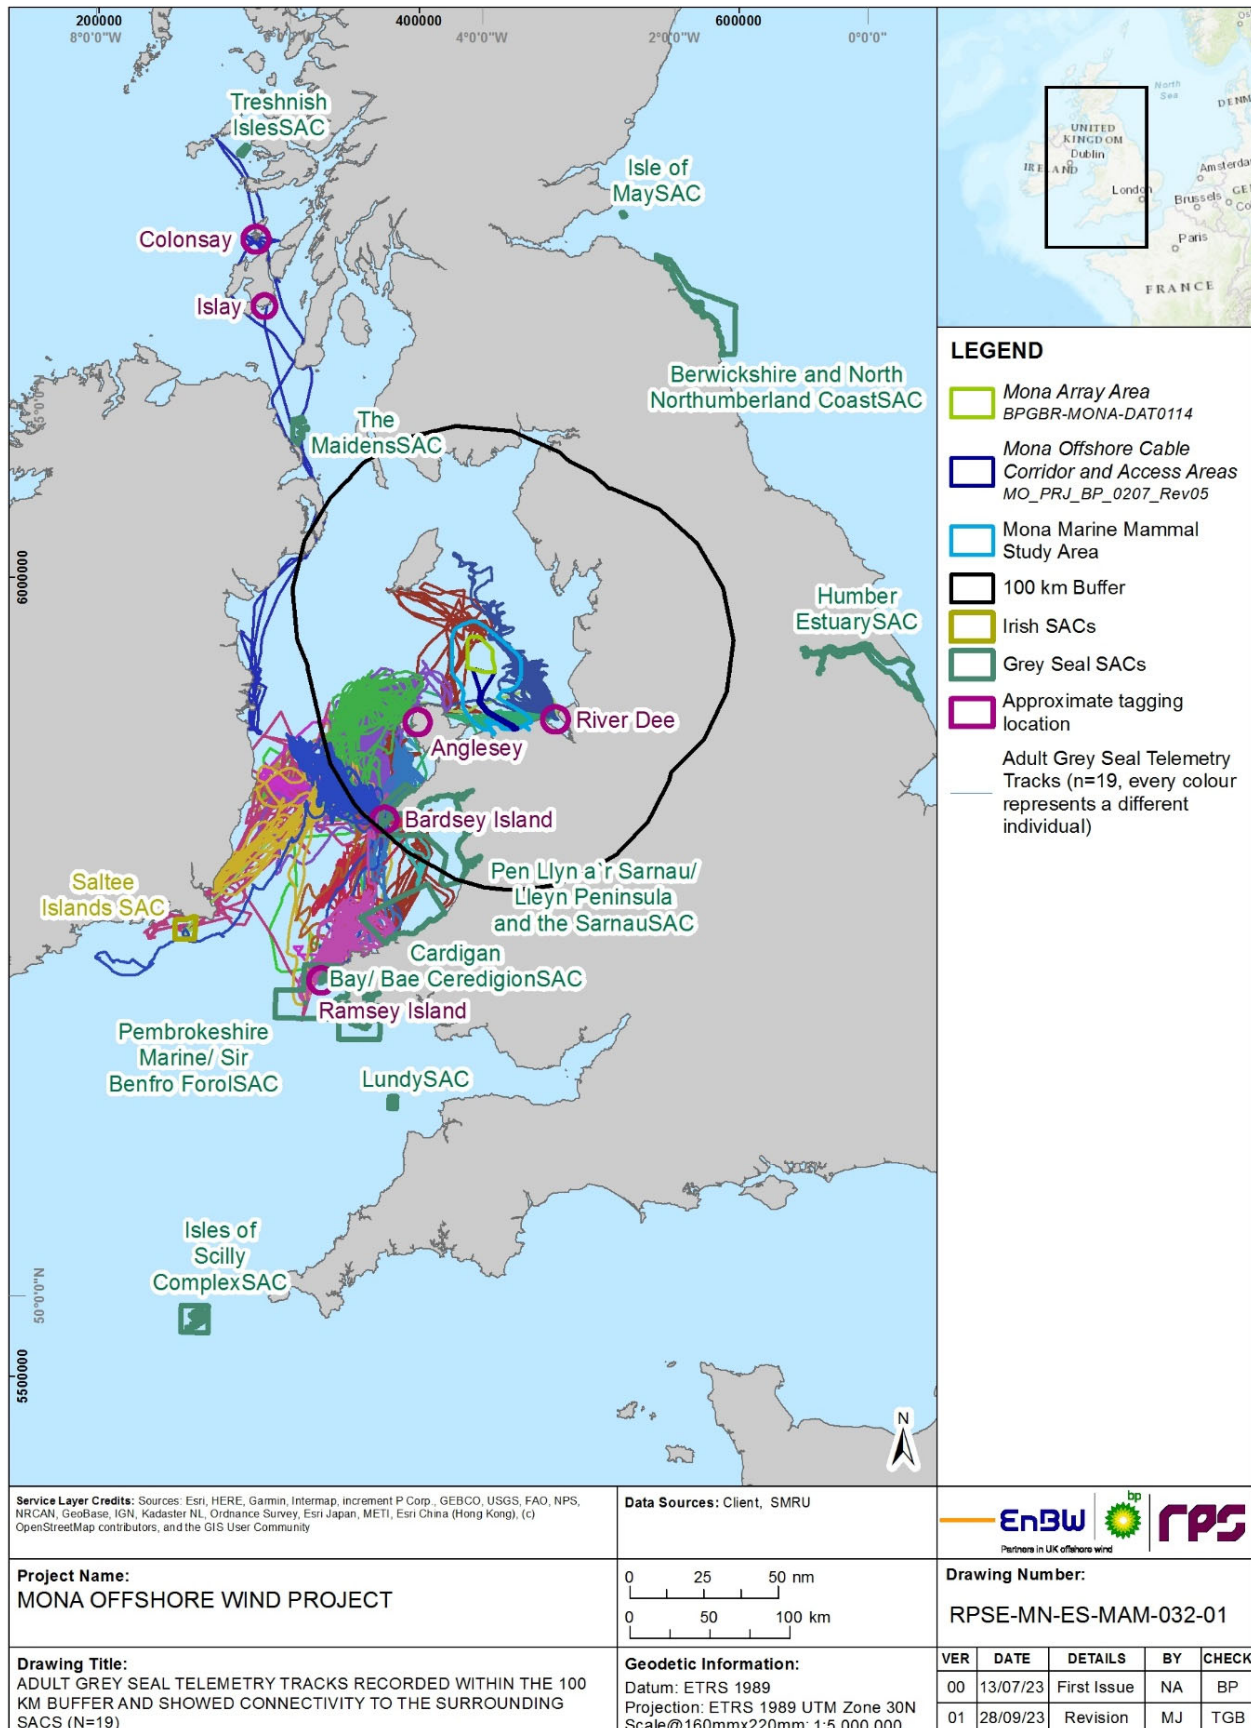 200000
400000
600000
8°0'0"W
4°0'0"W
2°0'0"W
0°0'0"
Treshnish
IslesSAC
Isle of
MaySAC
Colonsay
Islay
Berwickshire and North
Northumberland CoastSAC
The
MaidensSAC
6000000
Humber
EstuarySAC
River Dee
Anglesey
Bardsey Island
Saltee
Islands SAC
Pen Llyn a`r Sarnau/
Lleyn Peninsula
and the SarnauSAC
Cardigan
Bay/ Bae CeredigionSAC
Ramsey Island
Pembrokeshire
Marine/ Sir
Benfro ForolSAC
LundySAC
Isles of
Scilly
ComplexSAC
50°0'0"N
5500000
N
North
Sea
DENM
UNITED
KINGDOM
Dublin
IRELAND
Amsterda
London
Brussels
GE
Co
Paris
FRANCE
LEGEND
Mona Array Area
BPGBR-MONA-DAT0114
Mona Offshore Cable
Corridor and Access Areas
MO_PRJ_BP_0207_Rev05
Mona Marine Mammal
Study Area
100 km Buffer
Irish SACs
Grey Seal SACs
Approximate tagging
location
Adult Grey Seal Telemetry
Tracks (n=19, every colour
represents a different
individual)
Service Layer Credits: Sources: Esri, HERE, Garmin, Intermap, increment P Corp., GEBCO, USGS, FAO, NPS,
NRCAN, GeoBase, IGN, Kadaster NL, Ordnance Survey, Esri Japan, METI, Esri China (Hong Kong), (c)
OpenStreetMap contributors, and the GIS User Community
Data Sources: Client, SMRU
EnBW bp rps
Partners in UK offshore wind
Project Name:
MONA OFFSHORE WIND PROJECT
0 25 50 nm
0 50 100 km
Drawing Number:
RPSE-MN-ES-MAM-032-01
Drawing Title:
ADULT GREY SEAL TELEMETRY TRACKS RECORDED WITHIN THE 100
KM BUFFER AND SHOWED CONNECTIVITY TO THE SURROUNDING
SACS (N=19)
Geodetic Information:
Datum: ETRS 1989
Projection: ETRS 1989 UTM Zone 30N
Scale@160mmx220mm: 1:5,000,000
VER DATE DETAILS BY CHECK
00 13/07/23 First Issue NA BP
01 28/09/23 Revision MJ TGB